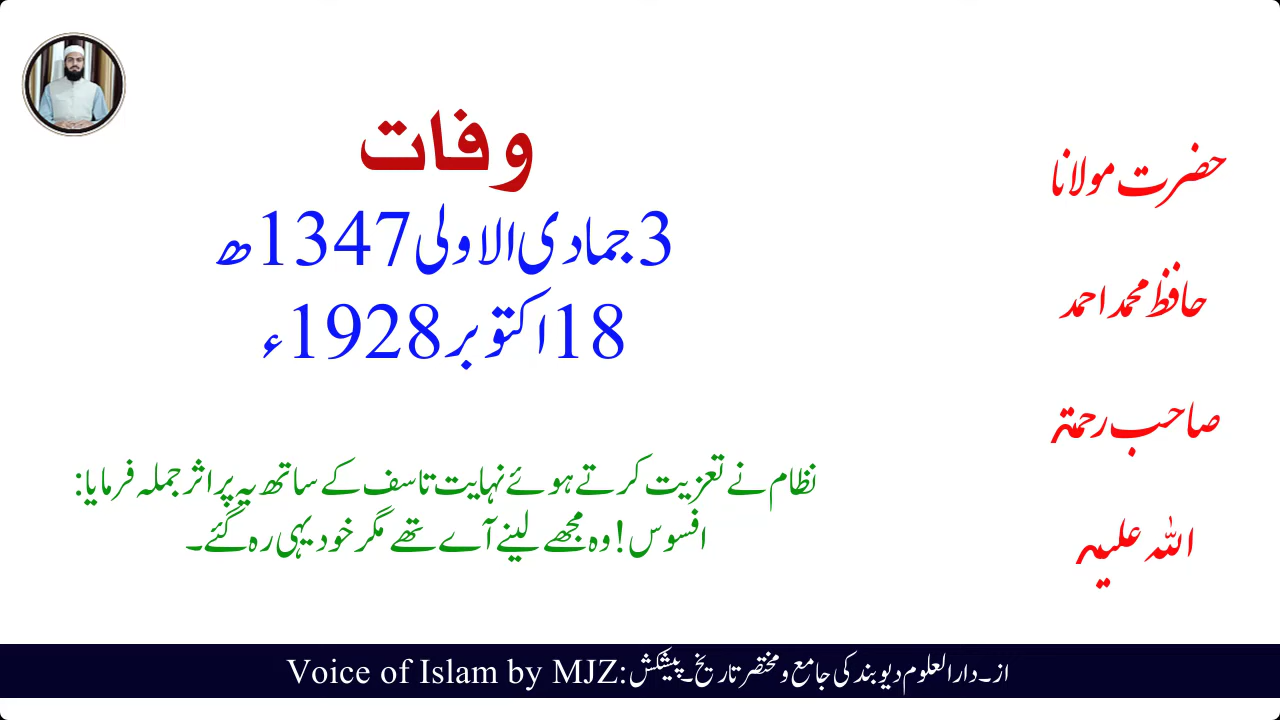 حضرت مولانا
حافظ محمد احمد
صاحب رحمتہ
اللہ علیہ
وفات
3 جمادی الاولی 1347ھ
18 اکتوبر 1928ء
نظام نے تعزیت کرتے ہوئے نہایت تاسف کے ساتھ یہ پر اثر جملہ فرمایا:
افسوس! وہ مجھے لینے آے تھے مگر خود یہی رہ گئے۔
از۔ دارالعلوم دیوبند کی جامع و مختصر تاریخ۔ پیشکش: Voice of Islam by MJZ